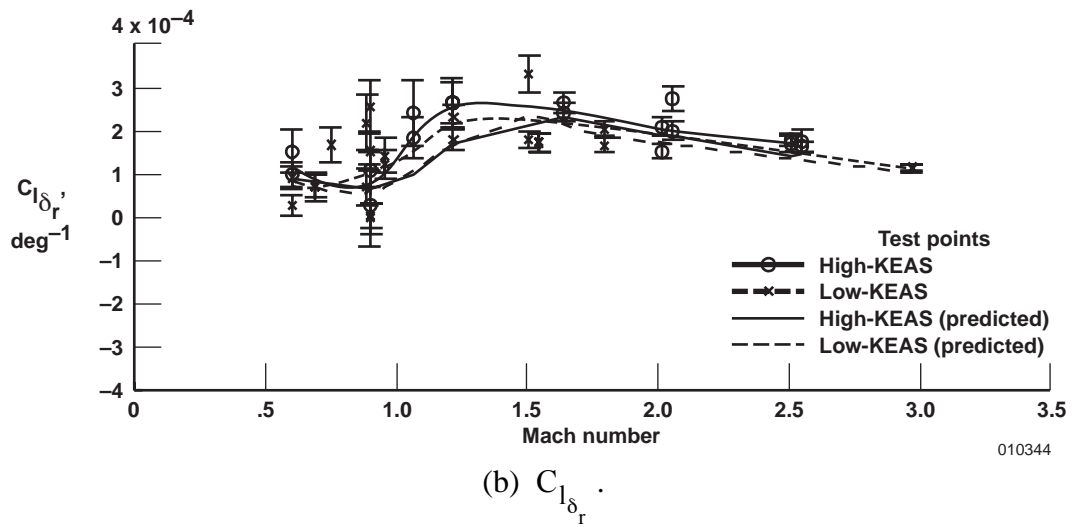 4 x 10–4
3
2
1
0
–1
–2
–3
–4
Clδr,
deg–1
0
.5
1.0
1.5
2.0
2.5
3.0
3.5
Mach number
Test points
High-KEAS
Low-KEAS
High-KEAS (predicted)
Low-KEAS (predicted)
010344
(b) Clδr .